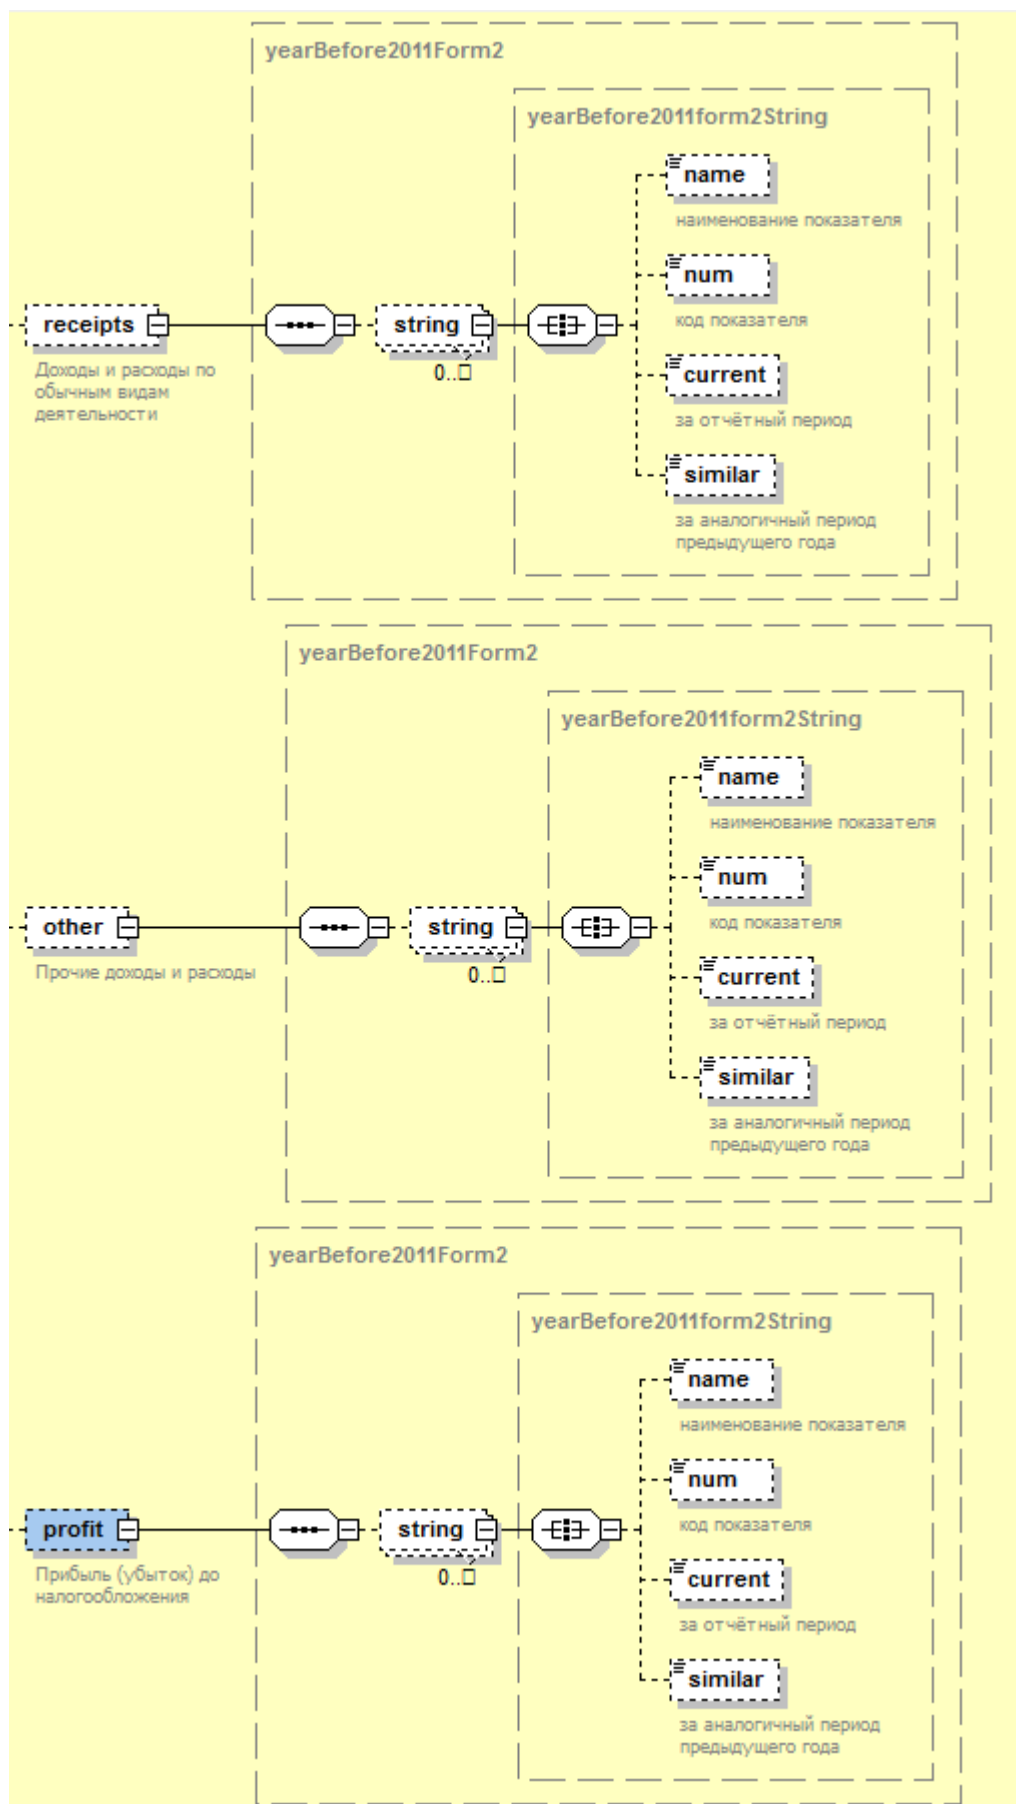 yearBefore2011Form2
yearBefore2011form2String
name
наименование показателя
num
код показателя
receipts
string
0..□
Доходы и расходы по
обычным видам
деятельности
current
за отчётный период
similar
за аналогичный период
предыдущего года
yearBefore2011Form2
yearBefore2011form2String
name
наименование показателя
num
код показателя
other
string
0..□
Прочие доходы и расходы
current
за отчётный период
similar
за аналогичный период
предыдущего года
yearBefore2011Form2
yearBefore2011form2String
name
наименование показателя
num
код показателя
profit
string
0..□
Прибыль (убыток) до
налогообложения
current
за отчётный период
similar
за аналогичный период
предыдущего года